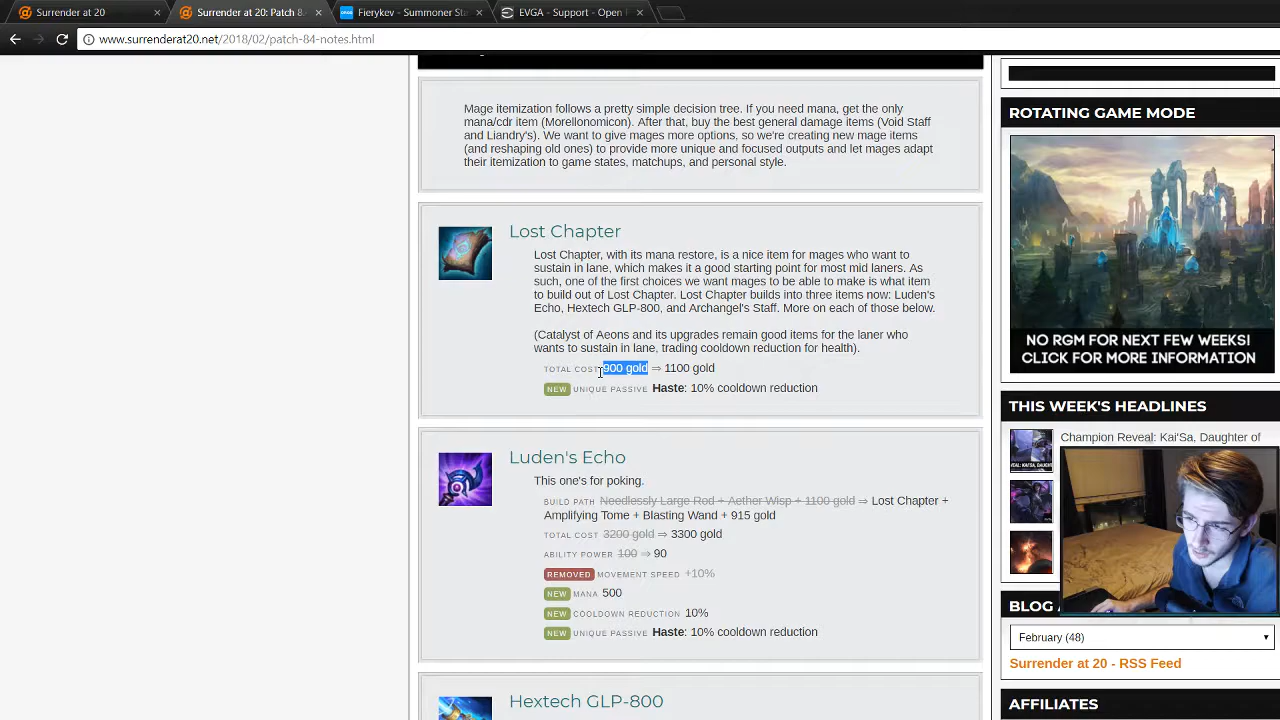 Surrender at 20
Surrender at 20: Patch 8.
Fierykev - Summoner Sta
EVGA - Support - Open
www.surrenderat20.net/2018/02/patch-84-notes.html
Mage itemization follows a pretty simple decision tree. If you need mana, get the only
mana/cdr item (Morellonomicon). After that, buy the best general damage items (Void Staff
and Liandry's). We want to give mages more options, so we're creating new mage items
(and reshaping old ones) to provide more unique and focused outputs and let mages adapt
their itemization to game states, matchups, and personal style.
Lost Chapter
Lost Chapter, with its mana restore, is a nice item for mages who want to
sustain in lane, which makes it a good starting point for most mid laners. As
such, one of the first choices we want mages to be able to make is what item
to build out of Lost Chapter. Lost Chapter builds into three items now: Luden's
Echo, Hextech GLP-800, and Archangel's Staff. More on each of those below.
(Catalyst of Aeons and its upgrades remain good items for the laner who
wants to sustain in lane, trading cooldown reduction for health).
TOTAL COST 900 gold ⇒ 1100 gold
NEW UNIQUE PASSIVE Haste: 10% cooldown reduction
Luden's Echo
This one's for poking.
BUILD PATH Needlessly Large Rod + Aether Wisp + 1100 gold ⇒ Lost Chapter +
Amplifying Tome + Blasting Wand + 915 gold
TOTAL COST 3200 gold ⇒ 3300 gold
ABILITY POWER 100 ⇒ 90
REMOVED MOVEMENT SPEED +10%
NEW MANA 500
NEW COOLDOWN REDUCTION 10%
NEW UNIQUE PASSIVE Haste: 10% cooldown reduction
Hextech GLP-800
ROTATING GAME MODE
NO RGM FOR NEXT FEW WEEKS!
CLICK FOR MORE INFORMATION
THIS WEEK'S HEADLINES
Champion Reveal: Kai'Sa, Daughter of
BLOG
February (48)
Surrender at 20 - RSS Feed
AFFILIATES